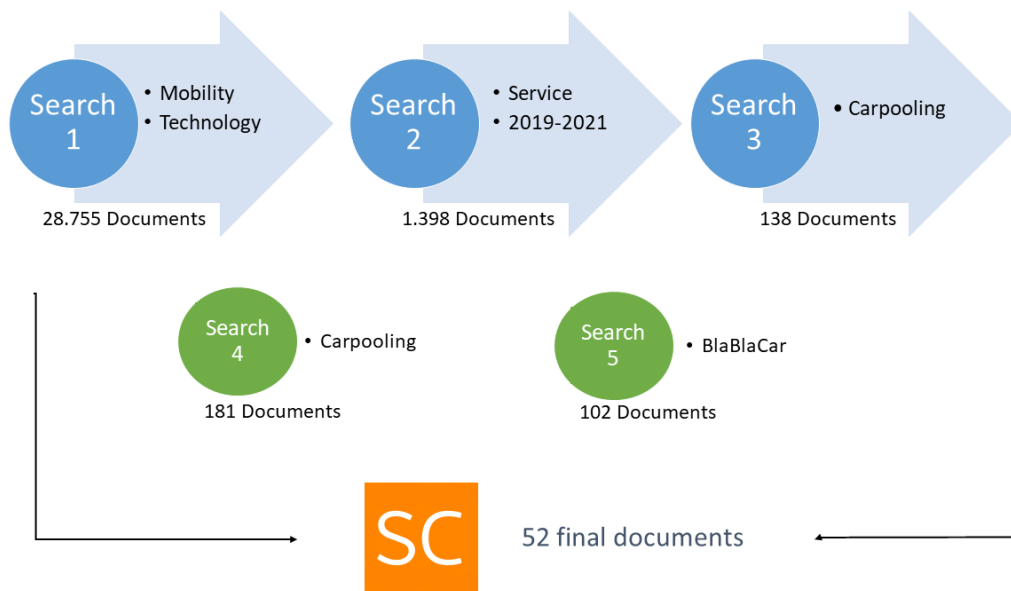 Search
1
• Mobility
• Technology
28.755 Documents
Search
2
• Service
• 2019-2021
1.398 Documents
Search
3
• Carpooling
138 Documents
Search
4
• Carpooling
181 Documents
Search
5
• BlaBlaCar
102 Documents
SC
52 final documents